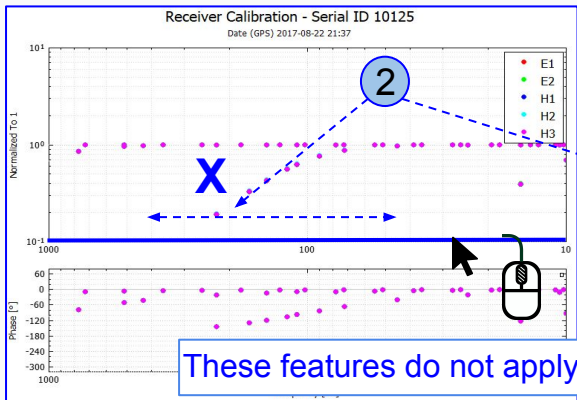 Receiver Calibration - Serial ID 10125
Date (GPS) 2017-08-22 21:37
10¹
Normalized To 1
10⁰
10⁻¹
1000
100
10
E1
E2
H1
H2
H3
2
X
60
0
-60
-120
-180
-240
-300
Phase [°]
1000
These features do not apply